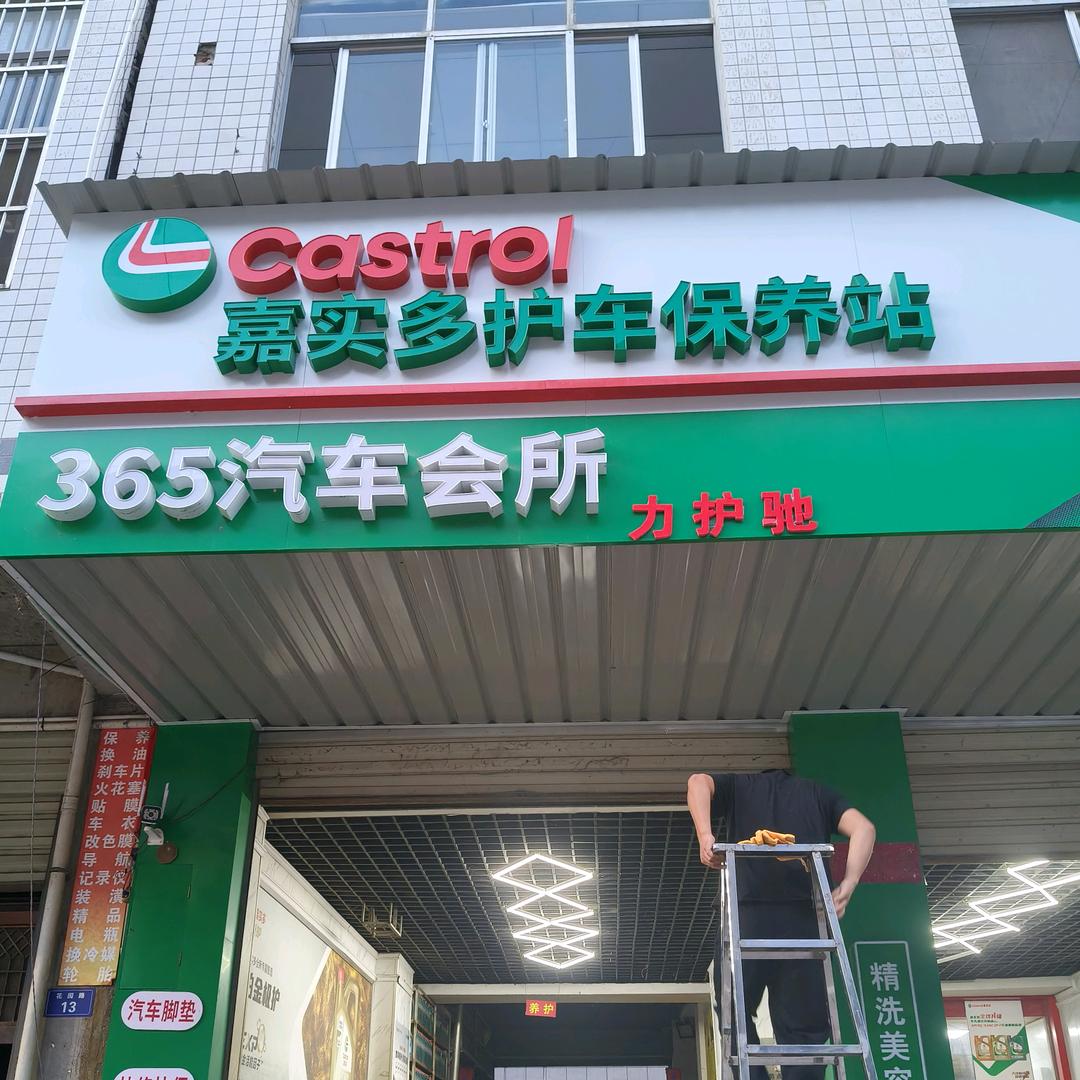 Castrol
嘉实多护车保养站
365汽车会所
力护驰
保养
换油
刹车片
火花塞
贴膜
车衣
改色膜
导航
记录仪
装潢
精品
电瓶
换冷媒
轮胎
花园路
13
汽车脚垫
养护
精洗美容